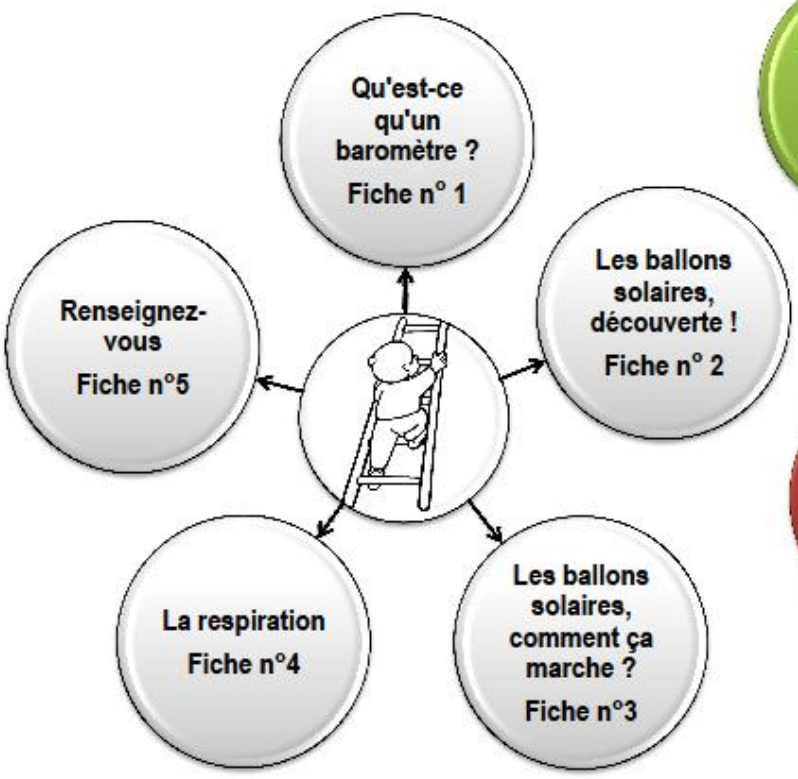 Qu'est-ce
qu'un
baromètre ?
Fiche n° 1
Les ballons
solaires,
découverte !
Fiche n° 2
Les ballons
solaires,
comment ça
marche ?
Fiche n°3
La respiration
Fiche n°4
Renseignez-
vous
Fiche n°5